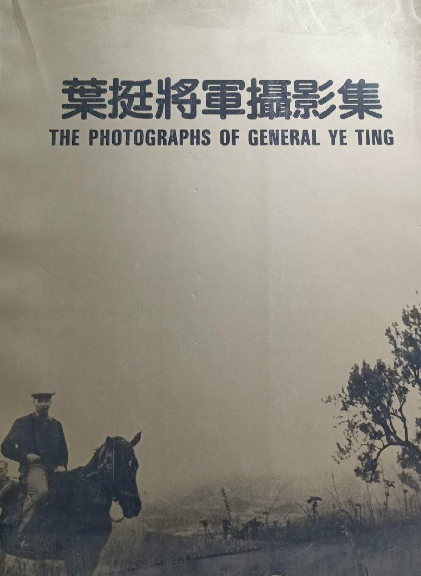 葉挺將軍攝影集
THE PHOTOGRAPHS OF GENERAL YE TING